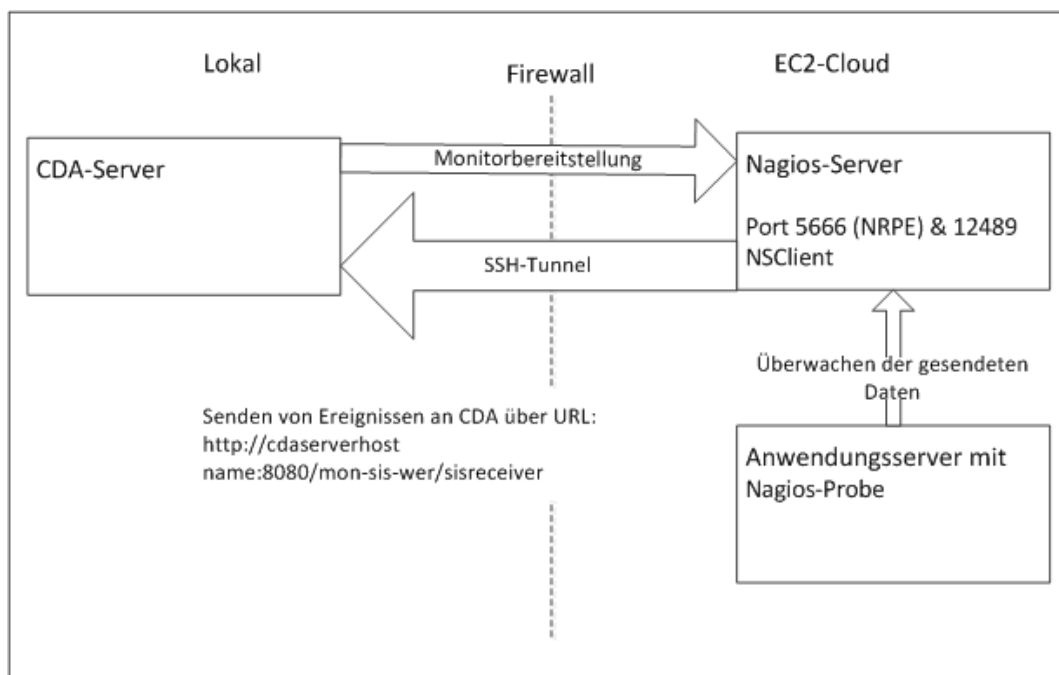 Lokal
Firewall
EC2-Cloud
CDA-Server
Monitorbereitstellung
Nagios-Server
Port 5666 (NRPE) & 12489
NSClient
SSH-Tunnel
Überwachen der gesendeten
Daten
Senden von Ereignissen an CDA über URL:
http://cdaserverhost
name:8080/mon-sis-wer/sisreceiver
Anwendungsserver mit
Nagios-Probe